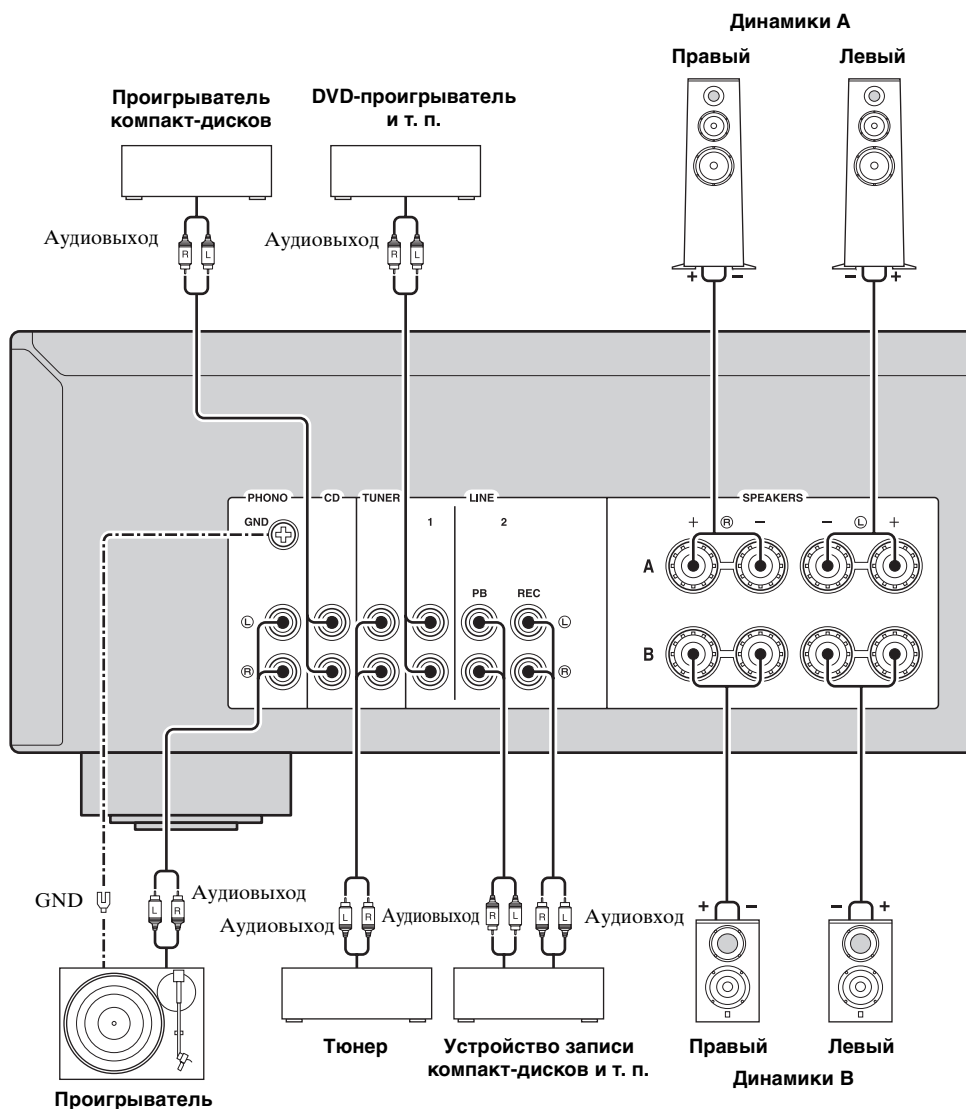 Динамики А
Правый
Левый
Проигрыватель
компакт-дисков
DVD-проигрыватель
и т. п.
Аудиовыход
R
L
Аудиовыход
R
L
+
−
−
+
PHONO
CD
TUNER
LINE
SPEAKERS
GND
1
2
+
R
−
−
L
+
A
PB
REC
L
L
B
R
R
GND
L
R
Аудиовыход
Аудиовыход
L
R
Аудиовыход
R
L
R
L
Аудиовход
+
−
−
+
Тюнер
Устройство записи
компакт-дисков и т. п.
Правый
Левый
Динамики В
Проигрыватель